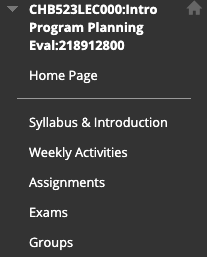 CHB523LEC000:Intro
Program Planning
Eval:218912800
Home Page
Syllabus & Introduction
Weekly Activities
Assignments
Exams
Groups